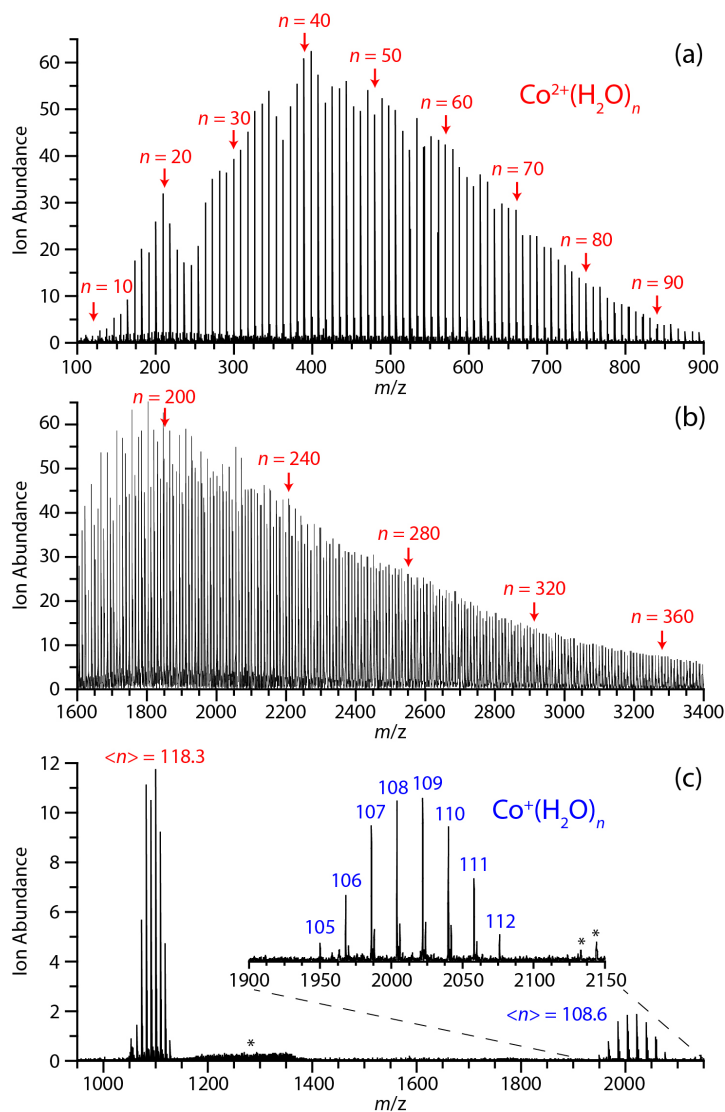 (a)
Co²⁺(H₂O)ₙ
n = 10
n = 20
n = 30
n = 40
n = 50
n = 60
n = 70
n = 80
n = 90
Ion Abundance
60
50
40
30
20
10
0
100 200 300 400 500 600 700 800 900
m/z
(b)
n = 200
n = 240
n = 280
n = 320
n = 360
Ion Abundance
60
50
40
30
20
10
0
1600 1800 2000 2200 2400 2600 2800 3000 3200 3400
m/z
(c)
<n> = 118.3
Co⁺(H₂O)ₙ
105
106
107
108
109
110
111
112
* *
1900 1950 2000 2050 2100 2150
<n> = 108.6
*
Ion Abundance
12
10
8
6
4
2
0
1000 1200 1400 1600 1800 2000
m/z